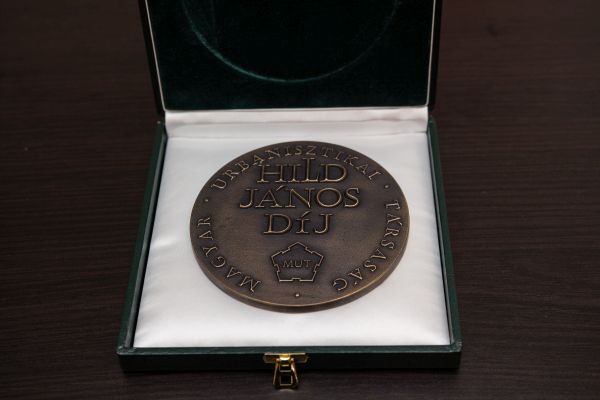 MAGYAR · URBANISZTIKAI · TÁRSASÁG
HILD
JÁNOS
DíJ
MUT